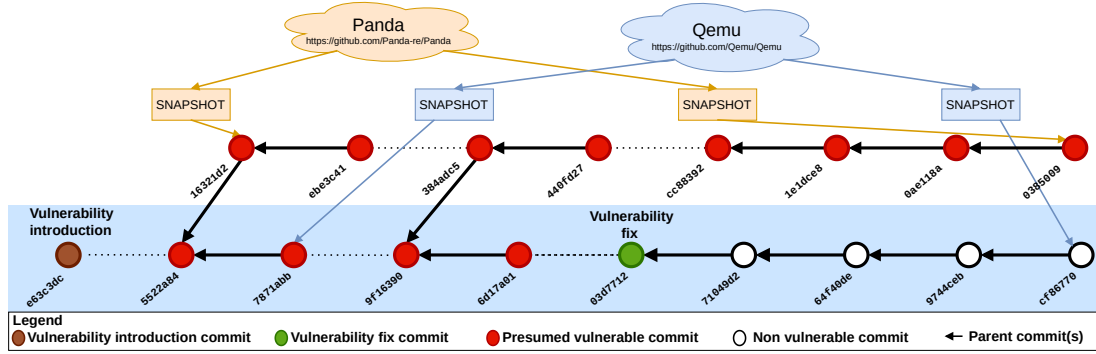 Panda
https://github.com/Panda-re/Panda
Qemu
https://github.com/Qemu/Qemu
SNAPSHOT
SNAPSHOT
SNAPSHOT
SNAPSHOT
16321d2
ebe3c41
384adc5
440fd27
cc88392
1e1dce8
0ae118a
0385009
Vulnerability
introduction
Vulnerability
fix
e63c3dc
5522a84
7871abb
9f16390
6d17a01
03d7712
71049d2
64f40de
9744ceb
cf86770
Legend
Vulnerability introduction commit
Vulnerability fix commit
Presumed vulnerable commit
Non vulnerable commit
Parent commit(s)